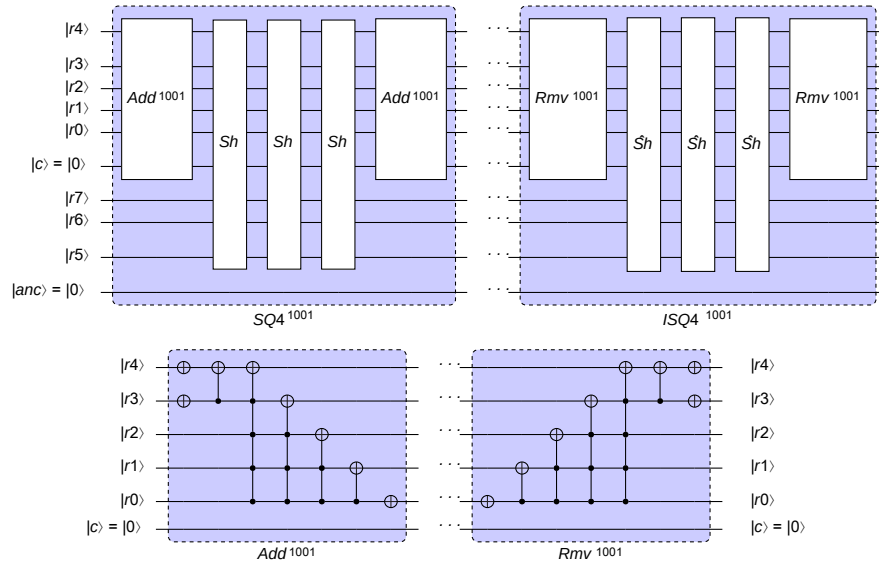 |r4⟩ · · ·
|r3⟩ · · ·
|r2⟩ · · ·
|r1⟩ · · ·
|r0⟩ · · ·
|c⟩ = |0⟩ · · ·
|r7⟩ · · ·
|r6⟩ · · ·
|r5⟩ · · ·
|anc⟩ = |0⟩ · · ·
Add 1001 Sh Sh Sh Add 1001 Rmv 1001 Ŝh Ŝh Ŝh Rmv 1001
SQ4 1001 ISQ4 1001
|r4⟩ · · · |r4⟩
|r3⟩ · · · |r3⟩
|r2⟩ · · · |r2⟩
|r1⟩ · · · |r1⟩
|r0⟩ · · · |r0⟩
|c⟩ = |0⟩ · · · |c⟩ = |0⟩
Add 1001 Rmv 1001